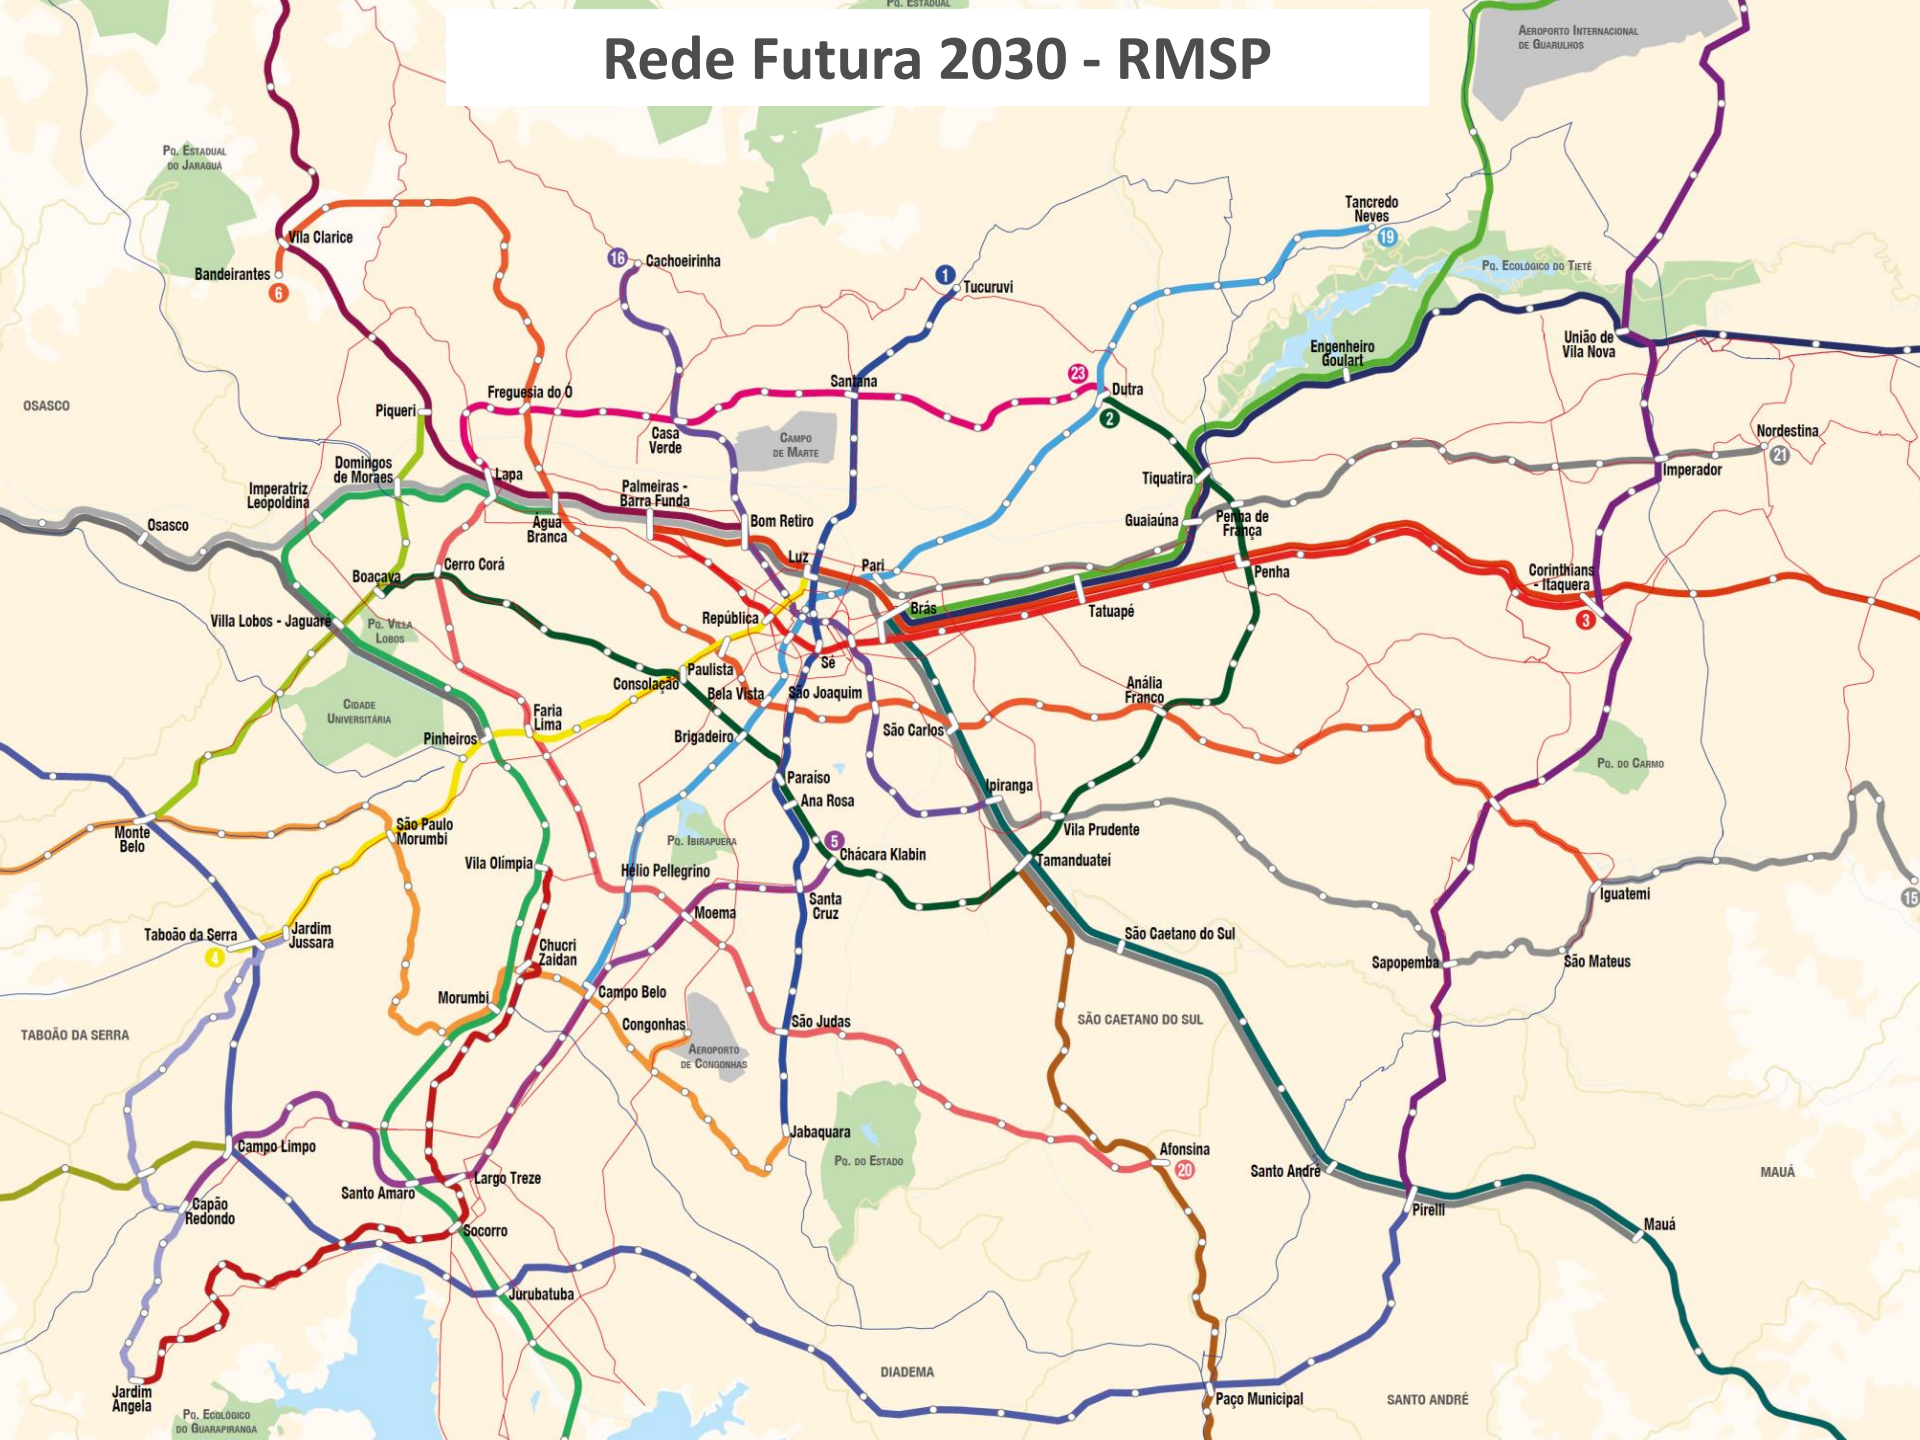 Pq. Estadual
Rede Futura 2030 - RMSP
Aeroporto Internacional
de Guarulhos
Pq. Estadual
do Jaraguá
Tancredo
Neves
19
Vila Clarice
Bandeirantes
6
16
Cachoeirinha
1
Tucuruvi
Pq. Ecológico do Tietê
União de
Vila Nova
Engenheiro
Goulart
23
Dutra
2
Santana
Freguesia do Ó
Piqueri
OSASCO
Casa
Verde
Campo
de Marte
Nordestina
21
Imperador
Domingos
de Moraes
Imperatriz
Leopoldina
Lapa
Tiquatira
Palmeiras -
Barra Funda
Osasco
Água
Branca
Bom Retiro
Guaiaúna
Penha de
França
Luz
Pari
Cerro Corá
Boaçava
Penha
Corinthians
- Itaquera
3
Brás
Tatuapé
República
Villa Lobos - Jaguaré
Pq. Villa
Lobos
Sé
Paulista
Consolação
Bela Vista
São Joaquim
Anália
Franco
Cidade
Universitária
Faria
Lima
Pinheiros
Brigadeiro
São Carlos
Pq. do Carmo
Paraíso
Ana Rosa
Ipiranga
Monte
Belo
São Paulo
Morumbi
Pq. Ibirapuera
5
Chácara Klabin
Vila Prudente
Tamanduateí
Vila Olímpia
Hélio Pellegrino
Iguatemi
15
Santa
Cruz
Moema
Taboão da Serra
4
Jardim
Jussara
Chucri
Zaidan
São Caetano do Sul
Sapopemba
São Mateus
Morumbi
Campo Belo
Congonhas
São Judas
SÃO CAETANO DO SUL
TABOÃO DA SERRA
Aeroporto
de Congonhas
Jabaquara
Campo Limpo
Pq. do Estado
Afonsina
20
Santo André
MAUÁ
Largo Treze
Santo Amaro
Capão
Redondo
Pirelli
Socorro
Mauá
Jurubatuba
DIADEMA
Jardim
Angela
Paço Municipal
SANTO ANDRÉ
Pq. Ecológico
do Guarapiranga